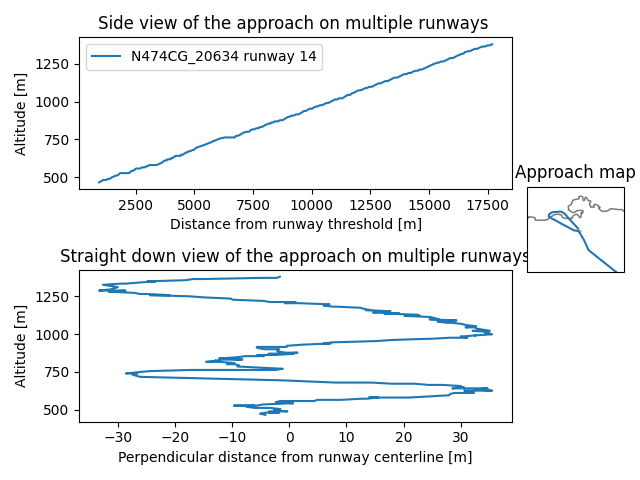 Side view of the approach on multiple runways
N474CG_20634 runway 14
Altitude [m]
1250
1000
750
500
2500
5000
7500
10000
12500
15000
17500
Distance from runway threshold [m]
Approach map
Straight down view of the approach on multiple runways
Altitude [m]
1250
1000
750
500
−30
−20
−10
0
10
20
30
Perpendicular distance from runway centerline [m]